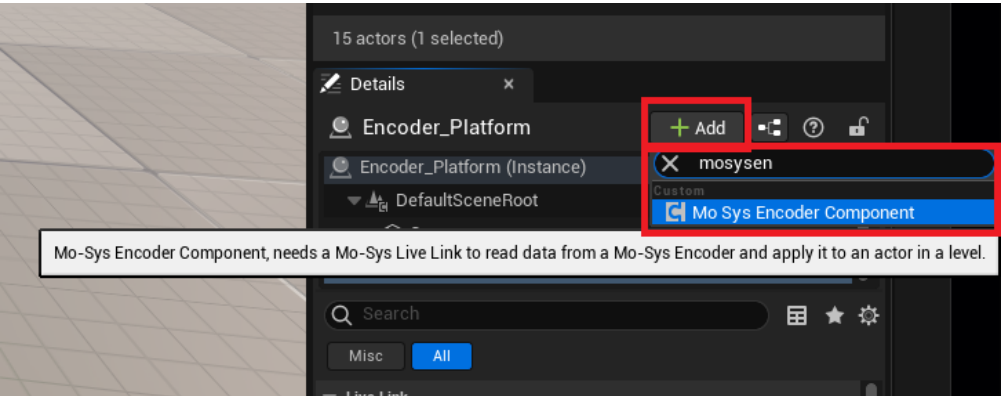 15 actors (1 selected)
Details
Encoder_Platform
+ Add
Encoder_Platform (Instance)
mosysen
Custom
DefaultSceneRoot
Mo Sys Encoder Component
Mo-Sys Encoder Component, needs a Mo-Sys Live Link to read data from a Mo-Sys Encoder and apply it to an actor in a level.
Search
Misc
All
Live Link